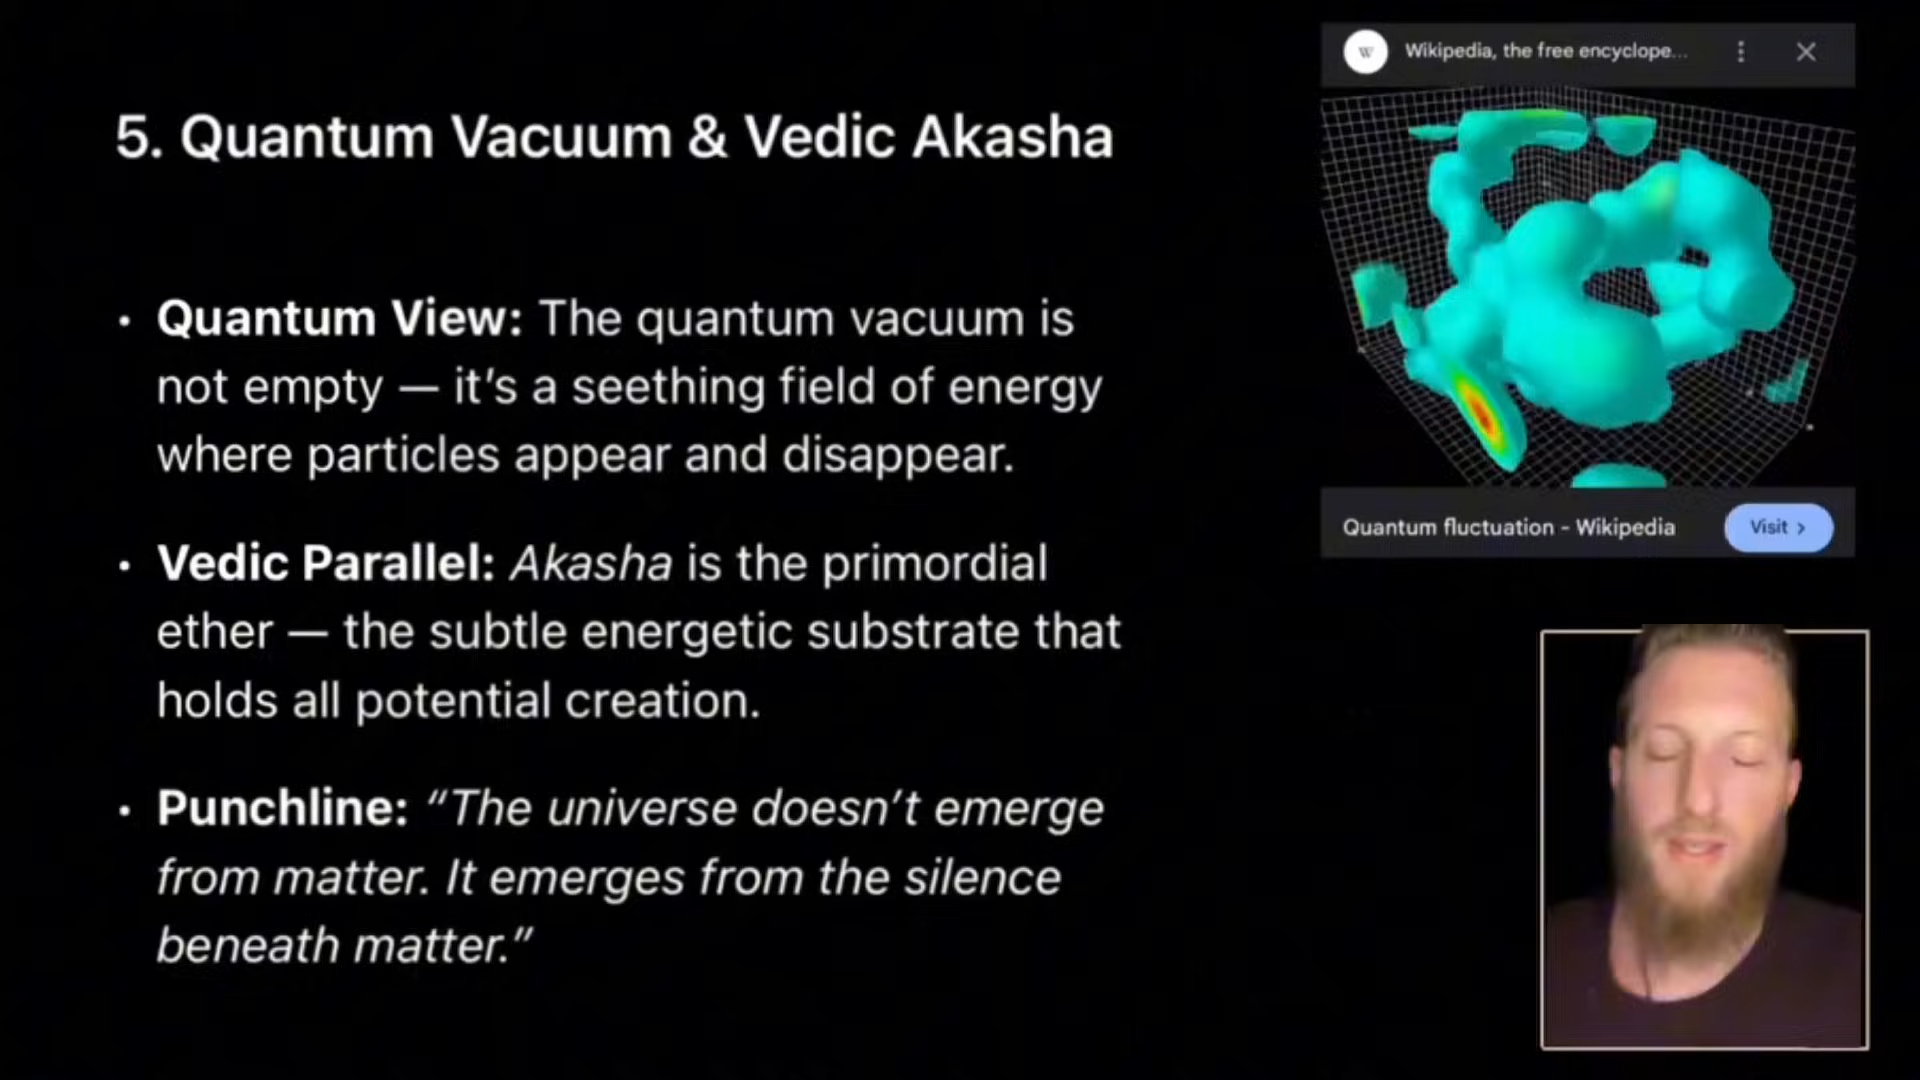 5. Quantum Vacuum & Vedic Akasha
• Quantum View: The quantum vacuum is
not empty — it’s a seething field of energy
where particles appear and disappear.
• Vedic Parallel: Akasha is the primordial
ether — the subtle energetic substrate that
holds all potential creation.
• Punchline: “The universe doesn’t emerge
from matter. It emerges from the silence
beneath matter.”
W Wikipedia, the free encyclope...
Quantum fluctuation - Wikipedia
Visit >